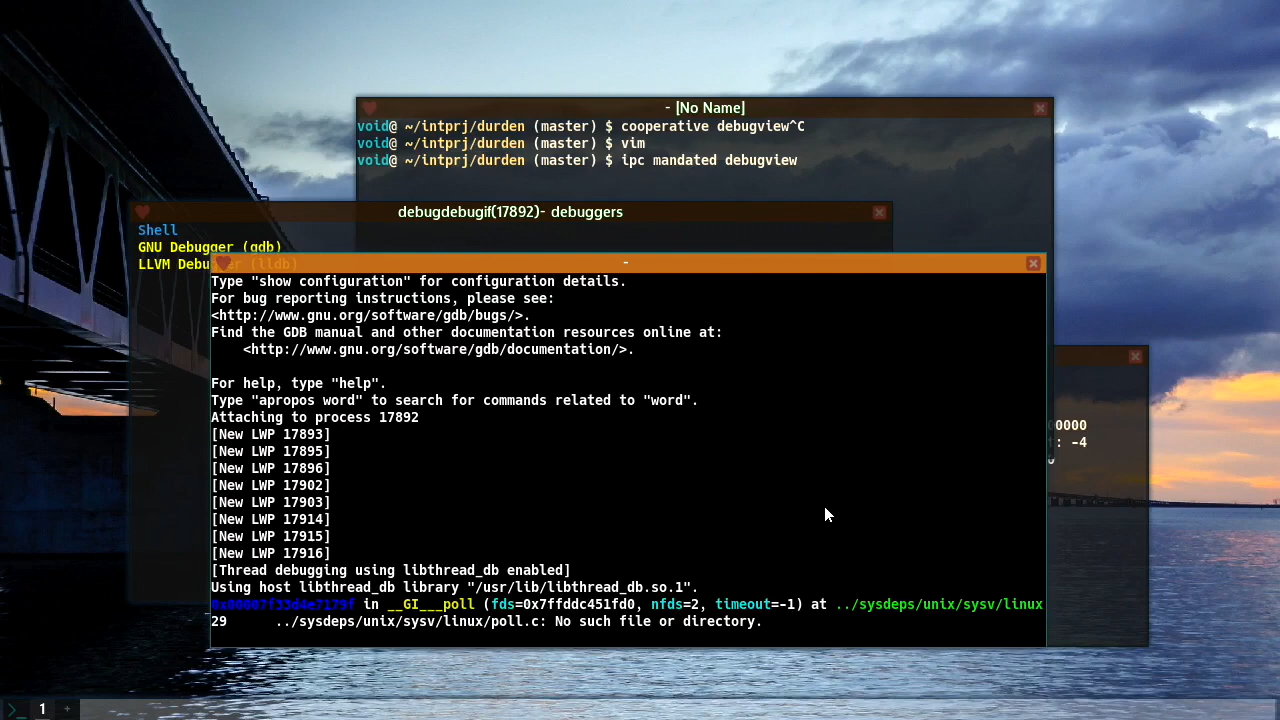 - [No Name]
void@ ~/intprj/durden (master) $ cooperative debugview^C
void@ ~/intprj/durden (master) $ vim
void@ ~/intprj/durden (master) $ ipc mandated debugview
debugdebugif(17892)- debuggers
Shell
GNU Debugger (gdb)
LLVM Debugger (lldb)
-
Type "show configuration" for configuration details.
For bug reporting instructions, please see:
<http://www.gnu.org/software/gdb/bugs/>.
Find the GDB manual and other documentation resources online at:
    <http://www.gnu.org/software/gdb/documentation/>.
For help, type "help".
Type "apropos word" to search for commands related to "word".
Attaching to process 17892
[New LWP 17893]
[New LWP 17895]
[New LWP 17896]
[New LWP 17902]
[New LWP 17903]
[New LWP 17914]
[New LWP 17915]
[New LWP 17916]
[Thread debugging using libthread_db enabled]
Using host libthread_db library "/usr/lib/libthread_db.so.1".
0x00007f33d4e7179f in __GI___poll (fds=0x7ffddc451fd0, nfds=2, timeout=-1) at ../sysdeps/unix/sysv/linux
29      ../sysdeps/unix/sysv/linux/poll.c: No such file or directory.
00000
: -4
>_ 1 +